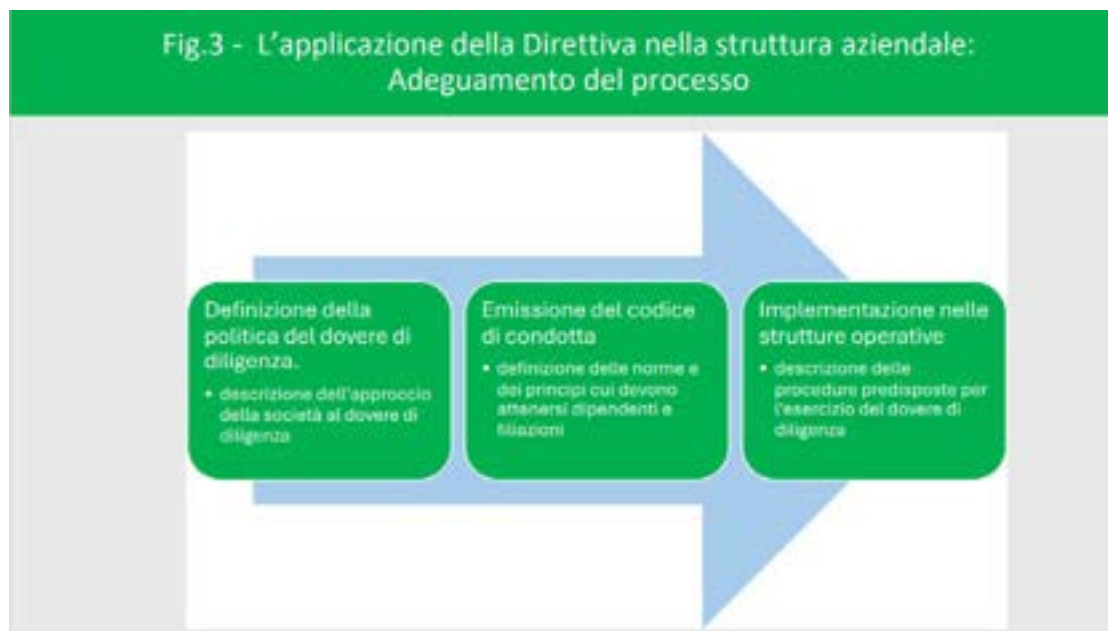 Fig.3 - L'applicazione della Direttiva nella struttura aziendale:
Adeguamento del processo
Definizione della
politica del dovere di
diligenza.
• descrizione dell'approccio
della società al dovere di
diligenza
Emissione del codice
di condotta
• definizione delle norme e
dei principi cui devono
attenersi dipendenti e
filiazioni
Implementazione nelle
strutture operative
• descrizione delle
procedure predisposte per
l'esercizio del dovere di
diligenza